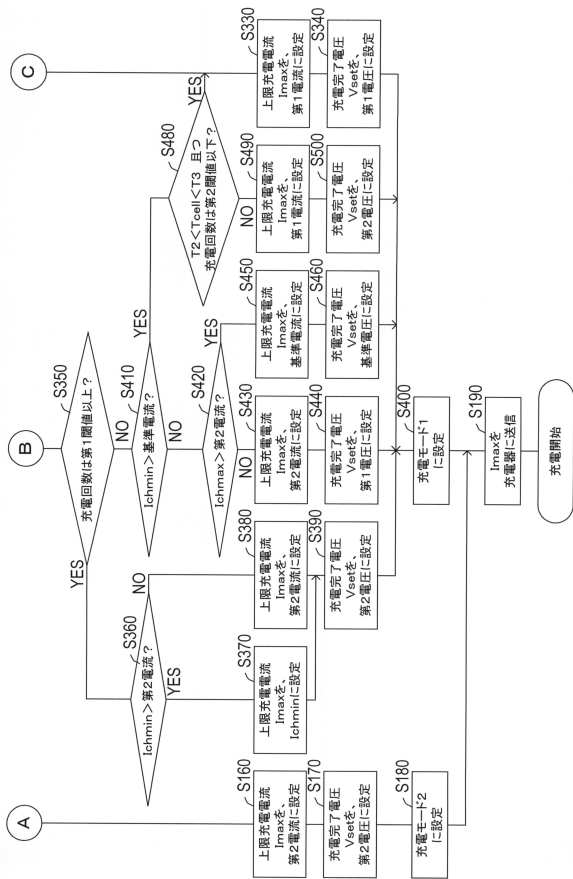 A
B
C
S350
充電回数は第1閾値以上?
YES
NO
S360
Ichmin>第2電流?
NO
YES
S410
Ichmin>基準電流?
YES
NO
S420
Ichmax>第2電流?
YES
NO
S480
T2<Tcell<T3 且つ
充電回数は第2閾値以下?
YES
NO
S160
上限充電電流
Imaxを、
第2電流に設定
S170
充電完了電圧
Vsetを、
第2電圧に設定
S180
充電モード2
に設定
S370
上限充電電流
Imaxを、
Ichminに設定
S380
上限充電電流
Imaxを、
第2電流に設定
S390
充電完了電圧
Vsetを、
第2電圧に設定
S430
上限充電電流
Imaxを、
第2電流に設定
S440
充電完了電圧
Vsetを、
第1電圧に設定
S450
上限充電電流
Imaxを、
基準電流に設定
S460
充電完了電圧
Vsetを、
基準電圧に設定
S490
上限充電電流
Imaxを、
第1電流に設定
S500
充電完了電圧
Vsetを、
第2電圧に設定
S330
上限充電電流
Imaxを、
第1電流に設定
S340
充電完了電圧
Vsetを、
第1電圧に設定
S400
充電モード1
に設定
S190
Imaxを
充電器に送信
充電開始